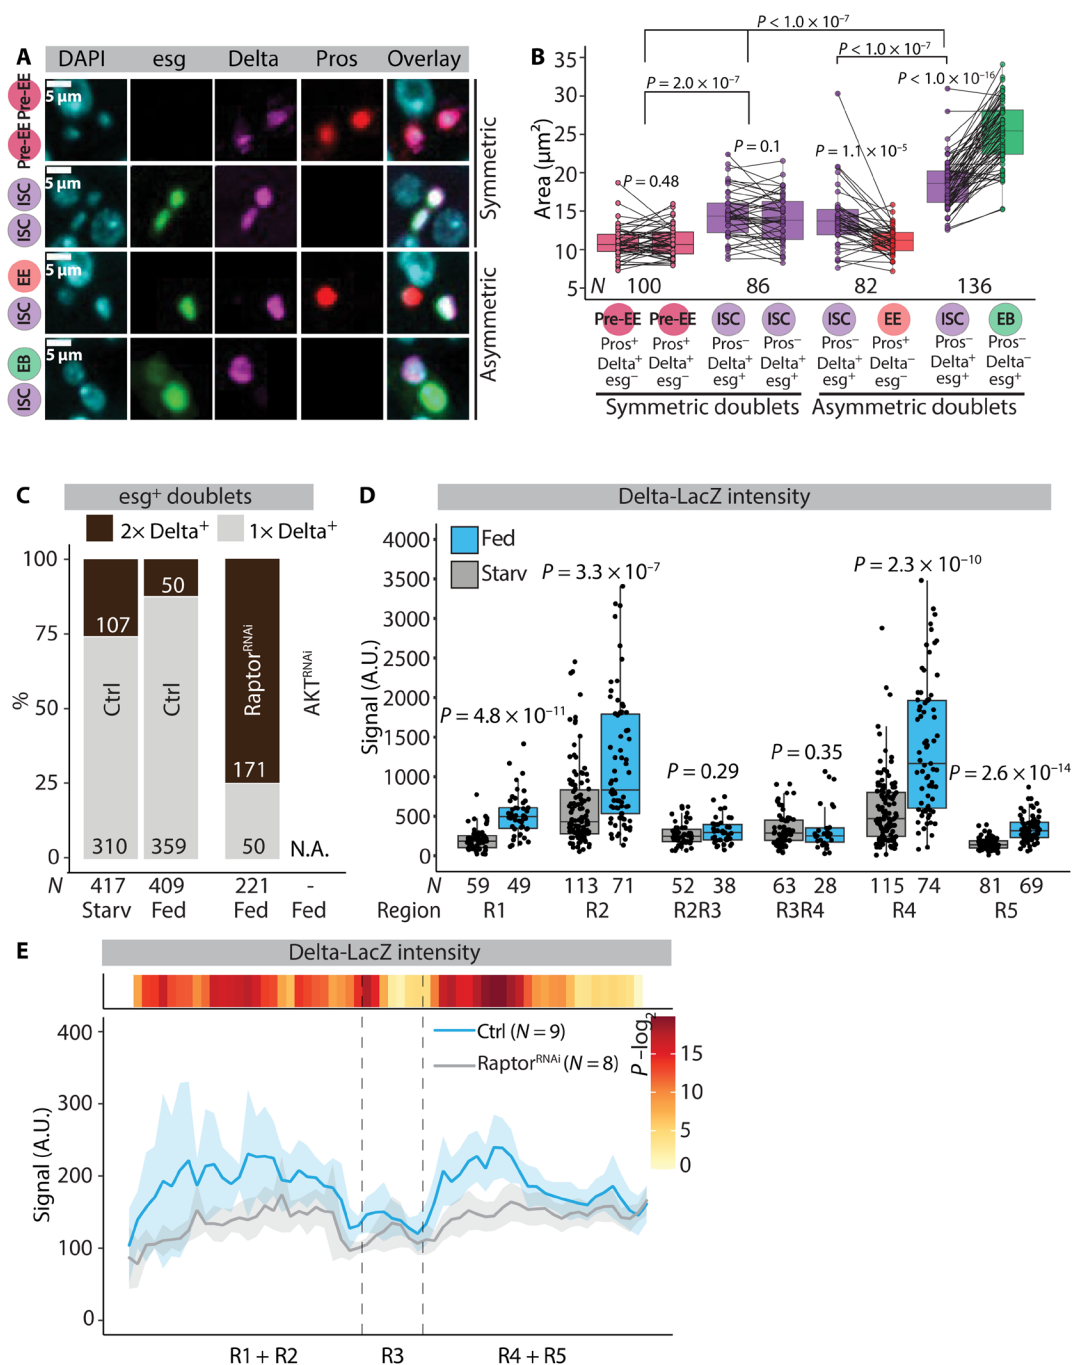 A
DAPI esg Delta Pros Overlay
Pre-EE
Pre-EE
5 μm
ISC
ISC
5 μm
Symmetric
EE
ISC
5 μm
EB
ISC
5 μm
Asymmetric
B
P < 1.0 × 10⁻⁷
P < 1.0 × 10⁻⁷
P < 1.0 × 10⁻¹⁶
P = 2.0 × 10⁻⁷
P = 0.1
P = 1.1 × 10⁻⁵
P = 0.48
Area (μm²)
35
30
25
20
15
10
5
N 100 86 82 136
Pre-EE Pre-EE ISC ISC ISC EE ISC EB
Pros⁺ Pros⁺ Pros⁻ Pros⁻ Pros⁻ Pros⁺ Pros⁻ Pros⁻
Delta⁺ Delta⁺ Delta⁺ Delta⁺ Delta⁺ Delta⁻ Delta⁺ Delta⁻
esg⁻ esg⁻ esg⁺ esg⁺ esg⁺ esg⁻ esg⁺ esg⁺
Symmetric doublets Asymmetric doublets
C
esg⁺ doublets
2× Delta⁺ 1× Delta⁺
%
100
75
50
25
0
107
50
171
Ctrl
Ctrl
Raptorᴿᴺᴬⁱ
AKTᴿᴺᴬⁱ
310 359 50 N.A.
N 417 409 221 -
Starv Fed Fed Fed
D
Delta-LacZ intensity
Fed
Starv
Signal (A.U.)
4000
3500
3000
2500
2000
1500
1000
500
0
P = 4.8 × 10⁻¹¹
P = 3.3 × 10⁻⁷
P = 0.29
P = 0.35
P = 2.3 × 10⁻¹⁰
P = 2.6 × 10⁻¹⁴
N 59 49 113 71 52 38 63 28 115 74 81 69
Region R1 R2 R2R3 R3R4 R4 R5
E
Delta-LacZ intensity
Ctrl (N = 9)
Raptorᴿᴺᴬⁱ (N = 8)
P -log₂
15
10
5
0
Signal (A.U.)
400
300
200
100
0
R1 + R2 R3 R4 + R5